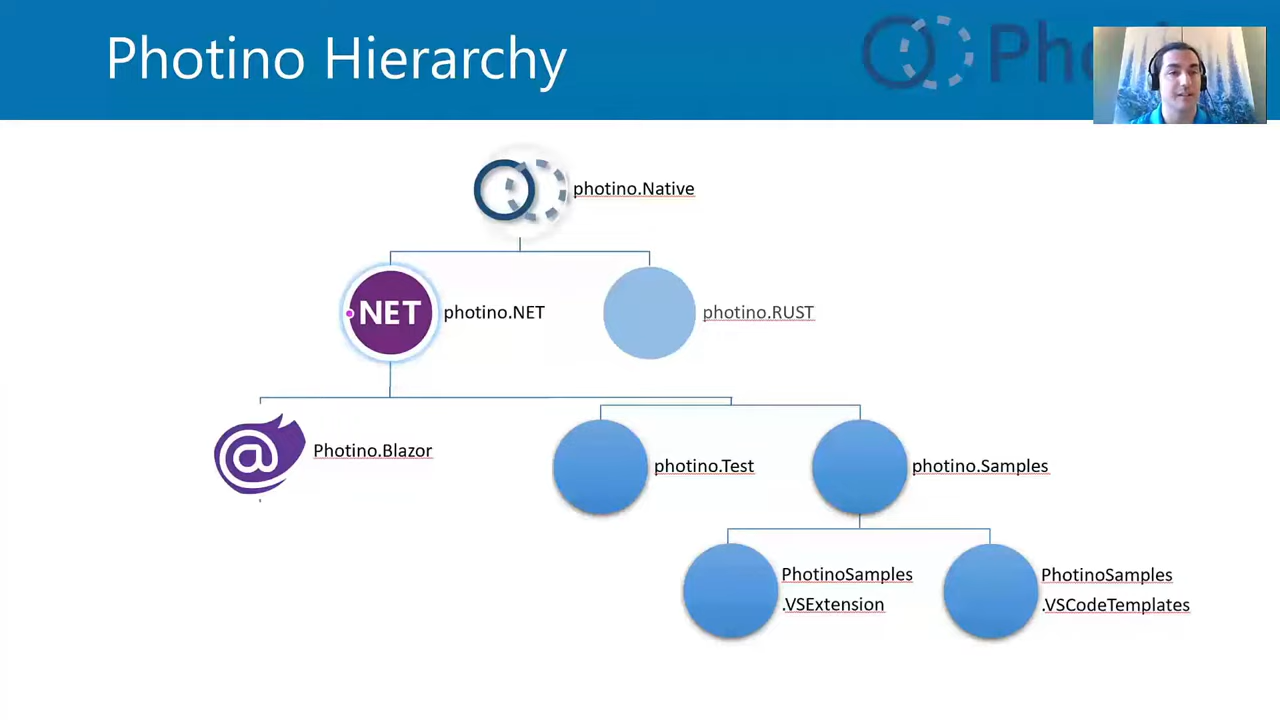 Photino Hierarchy
Pho
photino.Native
NET
photino.NET
photino.RUST
@
Photino.Blazor
photino.Test
photino.Samples
PhotinoSamples
.VSExtension
PhotinoSamples
.VSCodeTemplates